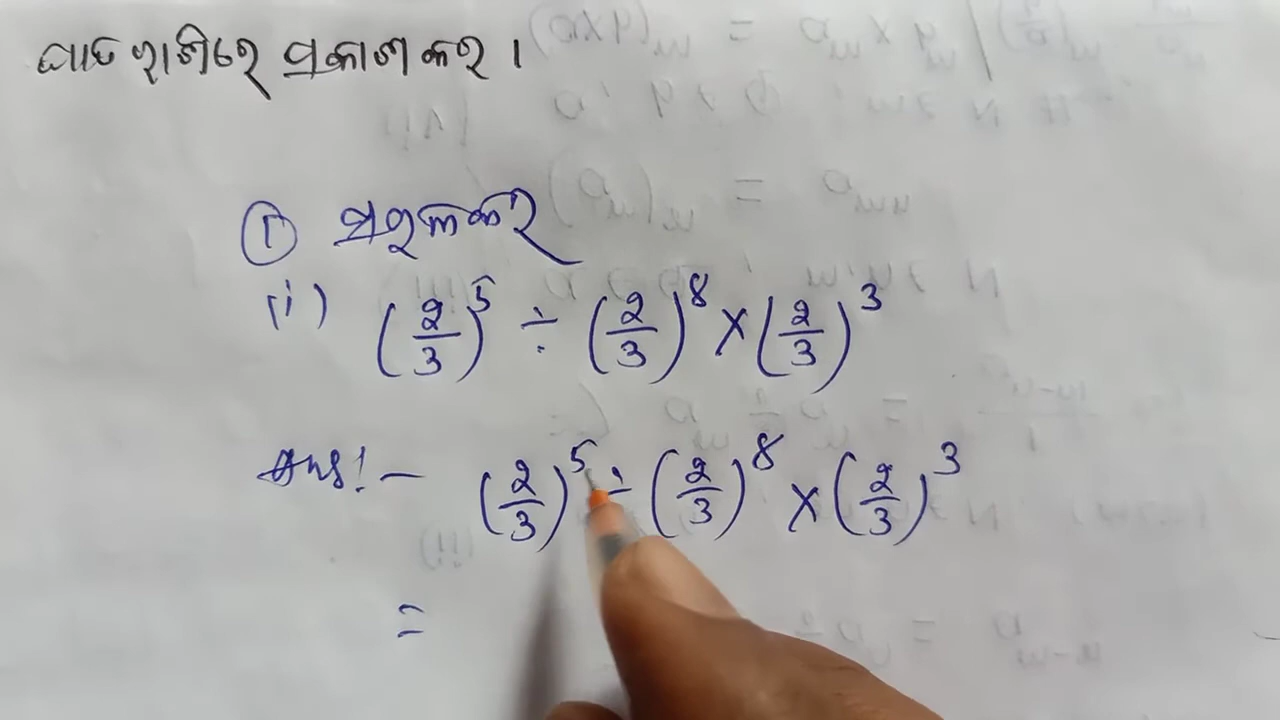 ଘାତ ରାଶିରେ ପ୍ରକାଶ କର ।
① ସରଳ କର
(i) (2/3)⁵ ÷ (2/3)⁸ × (2/3)³
Ans:- (2/3)⁵ ÷ (2/3)⁸ × (2/3)³
=